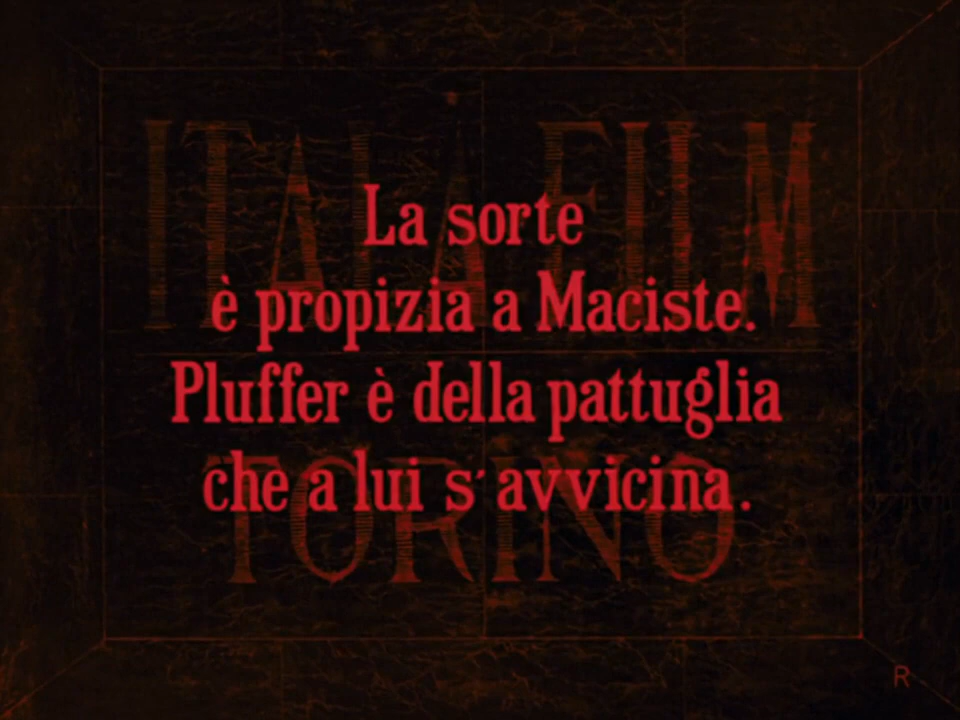 ITALA FILM
La sorte
è propizia a Maciste.
Pluffer è della pattuglia
che a lui s'avvicina.
TORINO
R